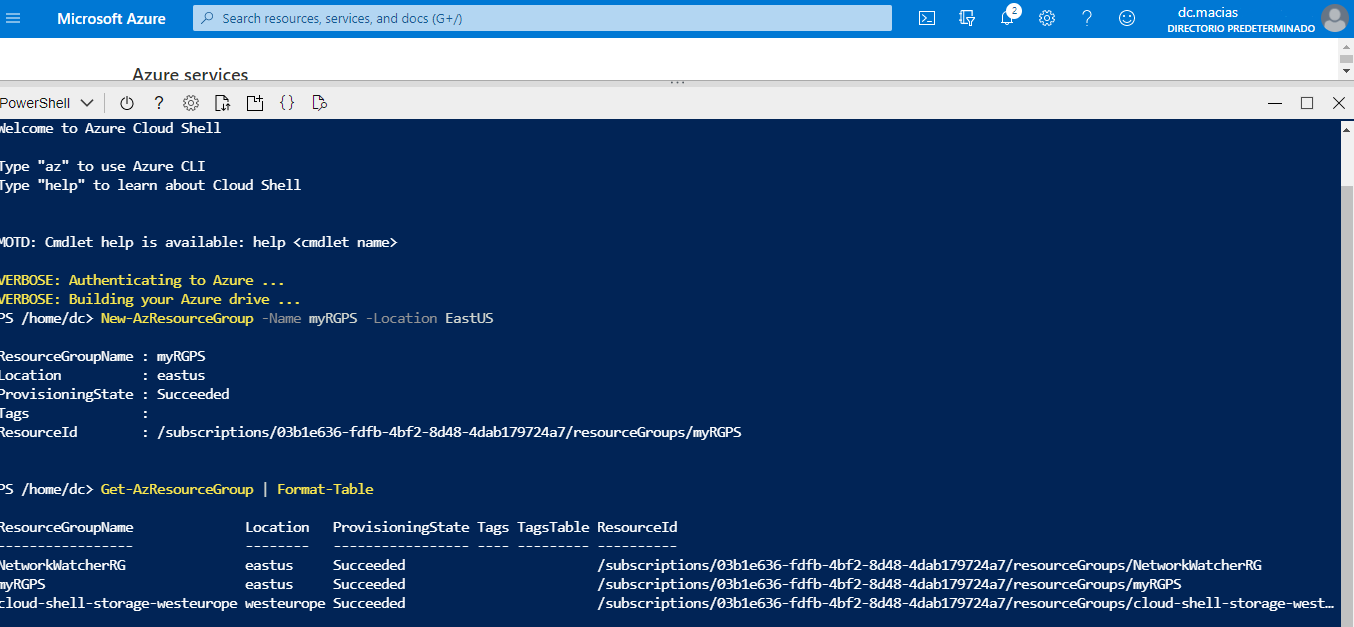 Microsoft Azure
Search resources, services, and docs (G+/)
2
dc.macias
DIRECTORIO PREDETERMINADO
Azure services
PowerShell
Welcome to Azure Cloud Shell
Type "az" to use Azure CLI
Type "help" to learn about Cloud Shell
MOTD: Cmdlet help is available: help <cmdlet name>
VERBOSE: Authenticating to Azure ...
VERBOSE: Building your Azure drive ...
PS /home/dc> New-AzResourceGroup -Name myRGPS -Location EastUS
ResourceGroupName : myRGPS
Location          : eastus
ProvisioningState : Succeeded
Tags              :
ResourceId        : /subscriptions/03b1e636-fdfb-4bf2-8d48-4dab179724a7/resourceGroups/myRGPS
PS /home/dc> Get-AzResourceGroup | Format-Table
ResourceGroupName              Location   ProvisioningState Tags TagsTable ResourceId
-----------------              --------   ----------------- ---- --------- ----------
NetworkWatcherRG               eastus     Succeeded                        /subscriptions/03b1e636-fdfb-4bf2-8d48-4dab179724a7/resourceGroups/NetworkWatcherRG
myRGPS                         eastus     Succeeded                        /subscriptions/03b1e636-fdfb-4bf2-8d48-4dab179724a7/resourceGroups/myRGPS
cloud-shell-storage-westeurope westeurope Succeeded                        /subscriptions/03b1e636-fdfb-4bf2-8d48-4dab179724a7/resourceGroups/cloud-shell-storage-west…